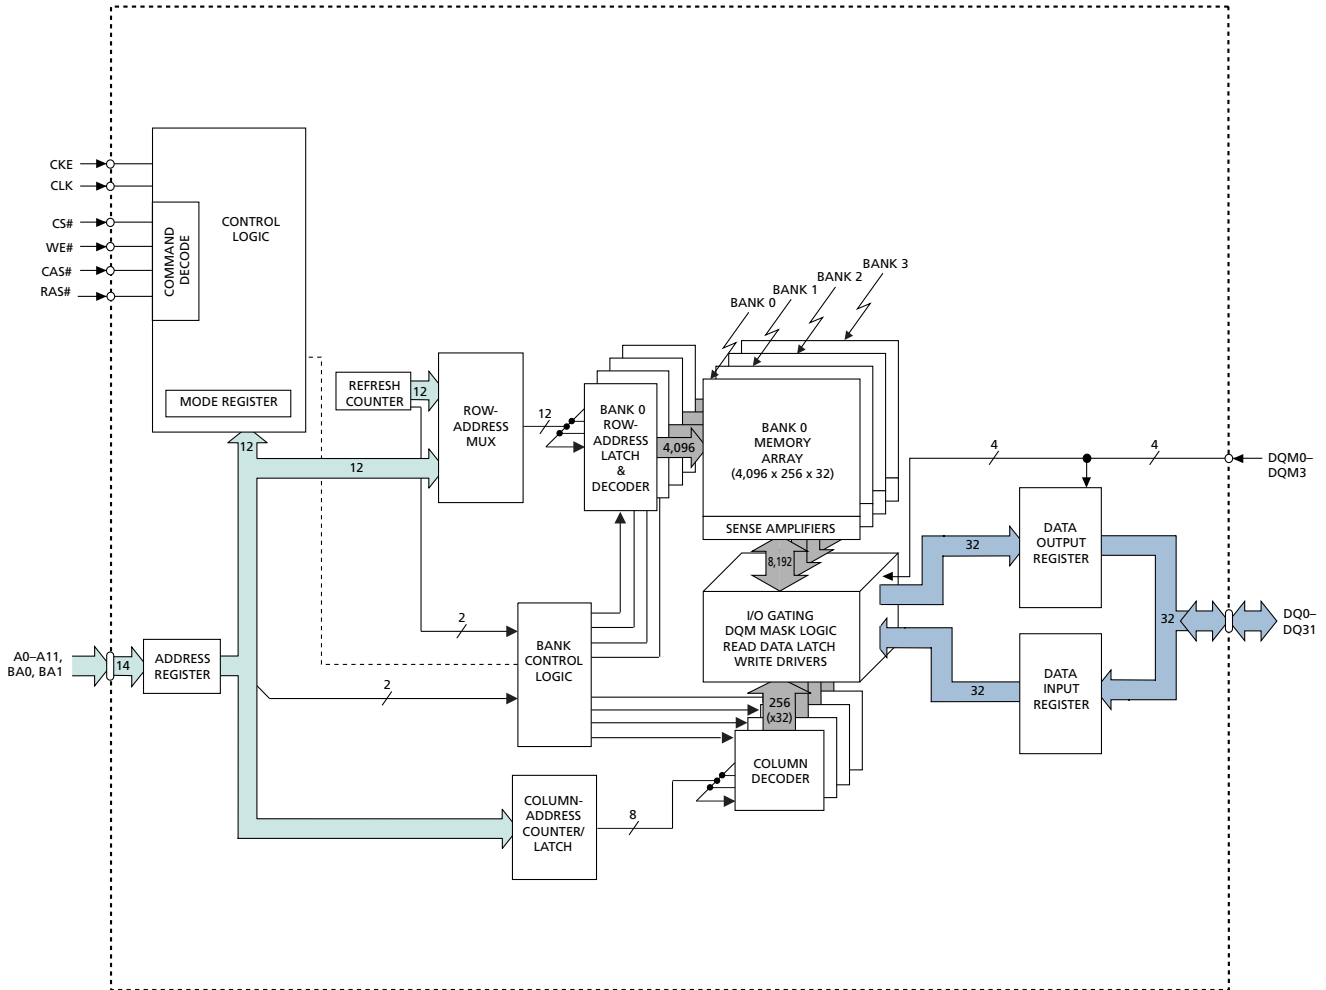 CKE
CLK
CS#
WE#
CAS#
RAS#
COMMAND
DECODE
CONTROL
LOGIC
MODE REGISTER
BANK 3
BANK 2
BANK 1
BANK 0
REFRESH
COUNTER
12
ROW-
ADDRESS
MUX
12
BANK 0
ROW-
ADDRESS
LATCH
&
DECODER
4,096
BANK 0
MEMORY
ARRAY
(4,096 x 256 x 32)
SENSE AMPLIFIERS
12
12
8,192
4
4
DQM0–
DQM3
DATA
OUTPUT
REGISTER
32
I/O GATING
DQM MASK LOGIC
READ DATA LATCH
WRITE DRIVERS
32
DQ0–
DQ31
DATA
INPUT
REGISTER
32
2
BANK
CONTROL
LOGIC
A0–A11,
BA0, BA1
14
ADDRESS
REGISTER
2
256
(x32)
COLUMN
DECODER
COLUMN-
ADDRESS
COUNTER/
LATCH
8